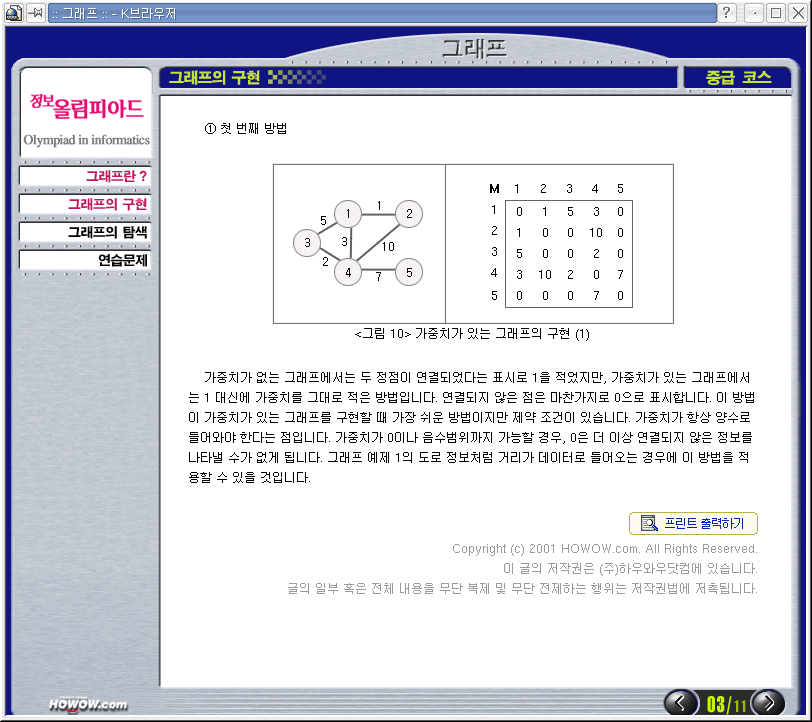 :: 그래프 :: - K브라우저
그래프
그래프의 구현
중급 코스
정보올림피아드
Olympiad in informatics
그래프란 ?
그래프의 구현
그래프의 탐색
연습문제
① 첫 번째 방법
1 1 2
5 3 10
3
2 4 7 5
M 1 2 3 4 5
1 0 1 5 3 0
2 1 0 0 10 0
3 5 0 0 2 0
4 3 10 2 0 7
5 0 0 0 7 0
<그림 10> 가중치가 있는 그래프의 구현 (1)
가중치가 없는 그래프에서는 두 정점이 연결되었다는 표시로 1을 적었지만, 가중치가 있는 그래프에서
는 1 대신에 가중치를 그대로 적은 방법입니다. 연결되지 않은 점은 마찬가지로 0으로 표시합니다. 이 방법
이 가중치가 있는 그래프를 구현할 때 가장 쉬운 방법이지만 제약 조건이 있습니다. 가중치가 항상 양수로
들어와야 한다는 점입니다. 가중치가 0이나 음수범위까지 가능할 경우, 0은 더 이상 연결되지 않은 정보를
나타낼 수가 없게 됩니다. 그래프 예제 1의 도로 정보처럼 거리가 데이터로 들어오는 경우에 이 방법을 적
용할 수 있을 것입니다.
프린트 출력하기
Copyright (c) 2001 HOWOW.com. All Rights Reserved.
이 글의 저작권은 (주)하우와우닷컴에 있습니다.
글의 일부 혹은 전체 내용을 무단 복제 및 무단 전제하는 행위는 저작권법에 저촉됩니다.
HOWOW.com
03/11